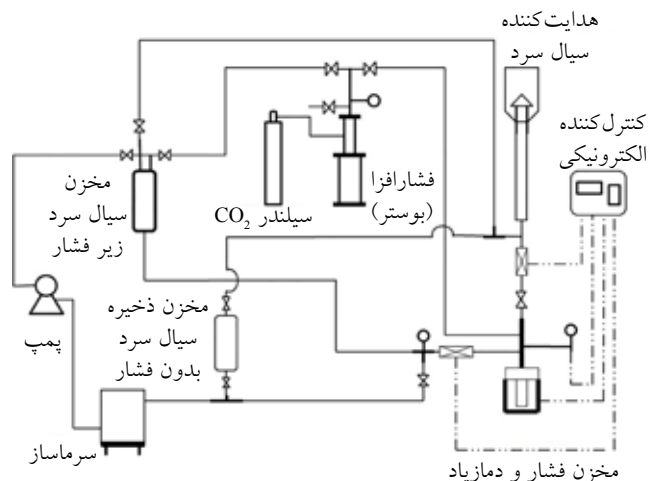 هدایت‌کننده
سیال سرد
کنترل‌کننده
الکترونیکی
فشارافزا
(بوستر)
سیلندر CO₂
مخزن
سیال سرد
زیر فشار
مخزن ذخیره
سیال سرد
بدون فشار
پمپ
سرماساز
مخزن فشار و دمازیاد